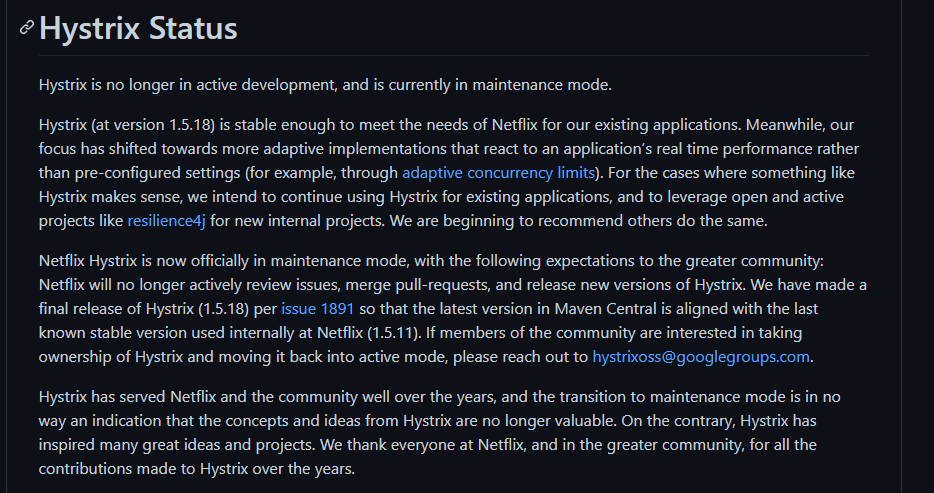 Hystrix Status
Hystrix is no longer in active development, and is currently in maintenance mode.
Hystrix (at version 1.5.18) is stable enough to meet the needs of Netflix for our existing applications. Meanwhile, our
focus has shifted towards more adaptive implementations that react to an application's real time performance rather
than pre-configured settings (for example, through adaptive concurrency limits). For the cases where something like
Hystrix makes sense, we intend to continue using Hystrix for existing applications, and to leverage open and active
projects like resilience4j for new internal projects. We are beginning to recommend others do the same.
Netflix Hystrix is now officially in maintenance mode, with the following expectations to the greater community:
Netflix will no longer actively review issues, merge pull-requests, and release new versions of Hystrix. We have made a
final release of Hystrix (1.5.18) per issue 1891 so that the latest version in Maven Central is aligned with the last
known stable version used internally at Netflix (1.5.11). If members of the community are interested in taking
ownership of Hystrix and moving it back into active mode, please reach out to hystrixoss@googlegroups.com.
Hystrix has served Netflix and the community well over the years, and the transition to maintenance mode is in no
way an indication that the concepts and ideas from Hystrix are no longer valuable. On the contrary, Hystrix has
inspired many great ideas and projects. We thank everyone at Netflix, and in the greater community, for all the
contributions made to Hystrix over the years.